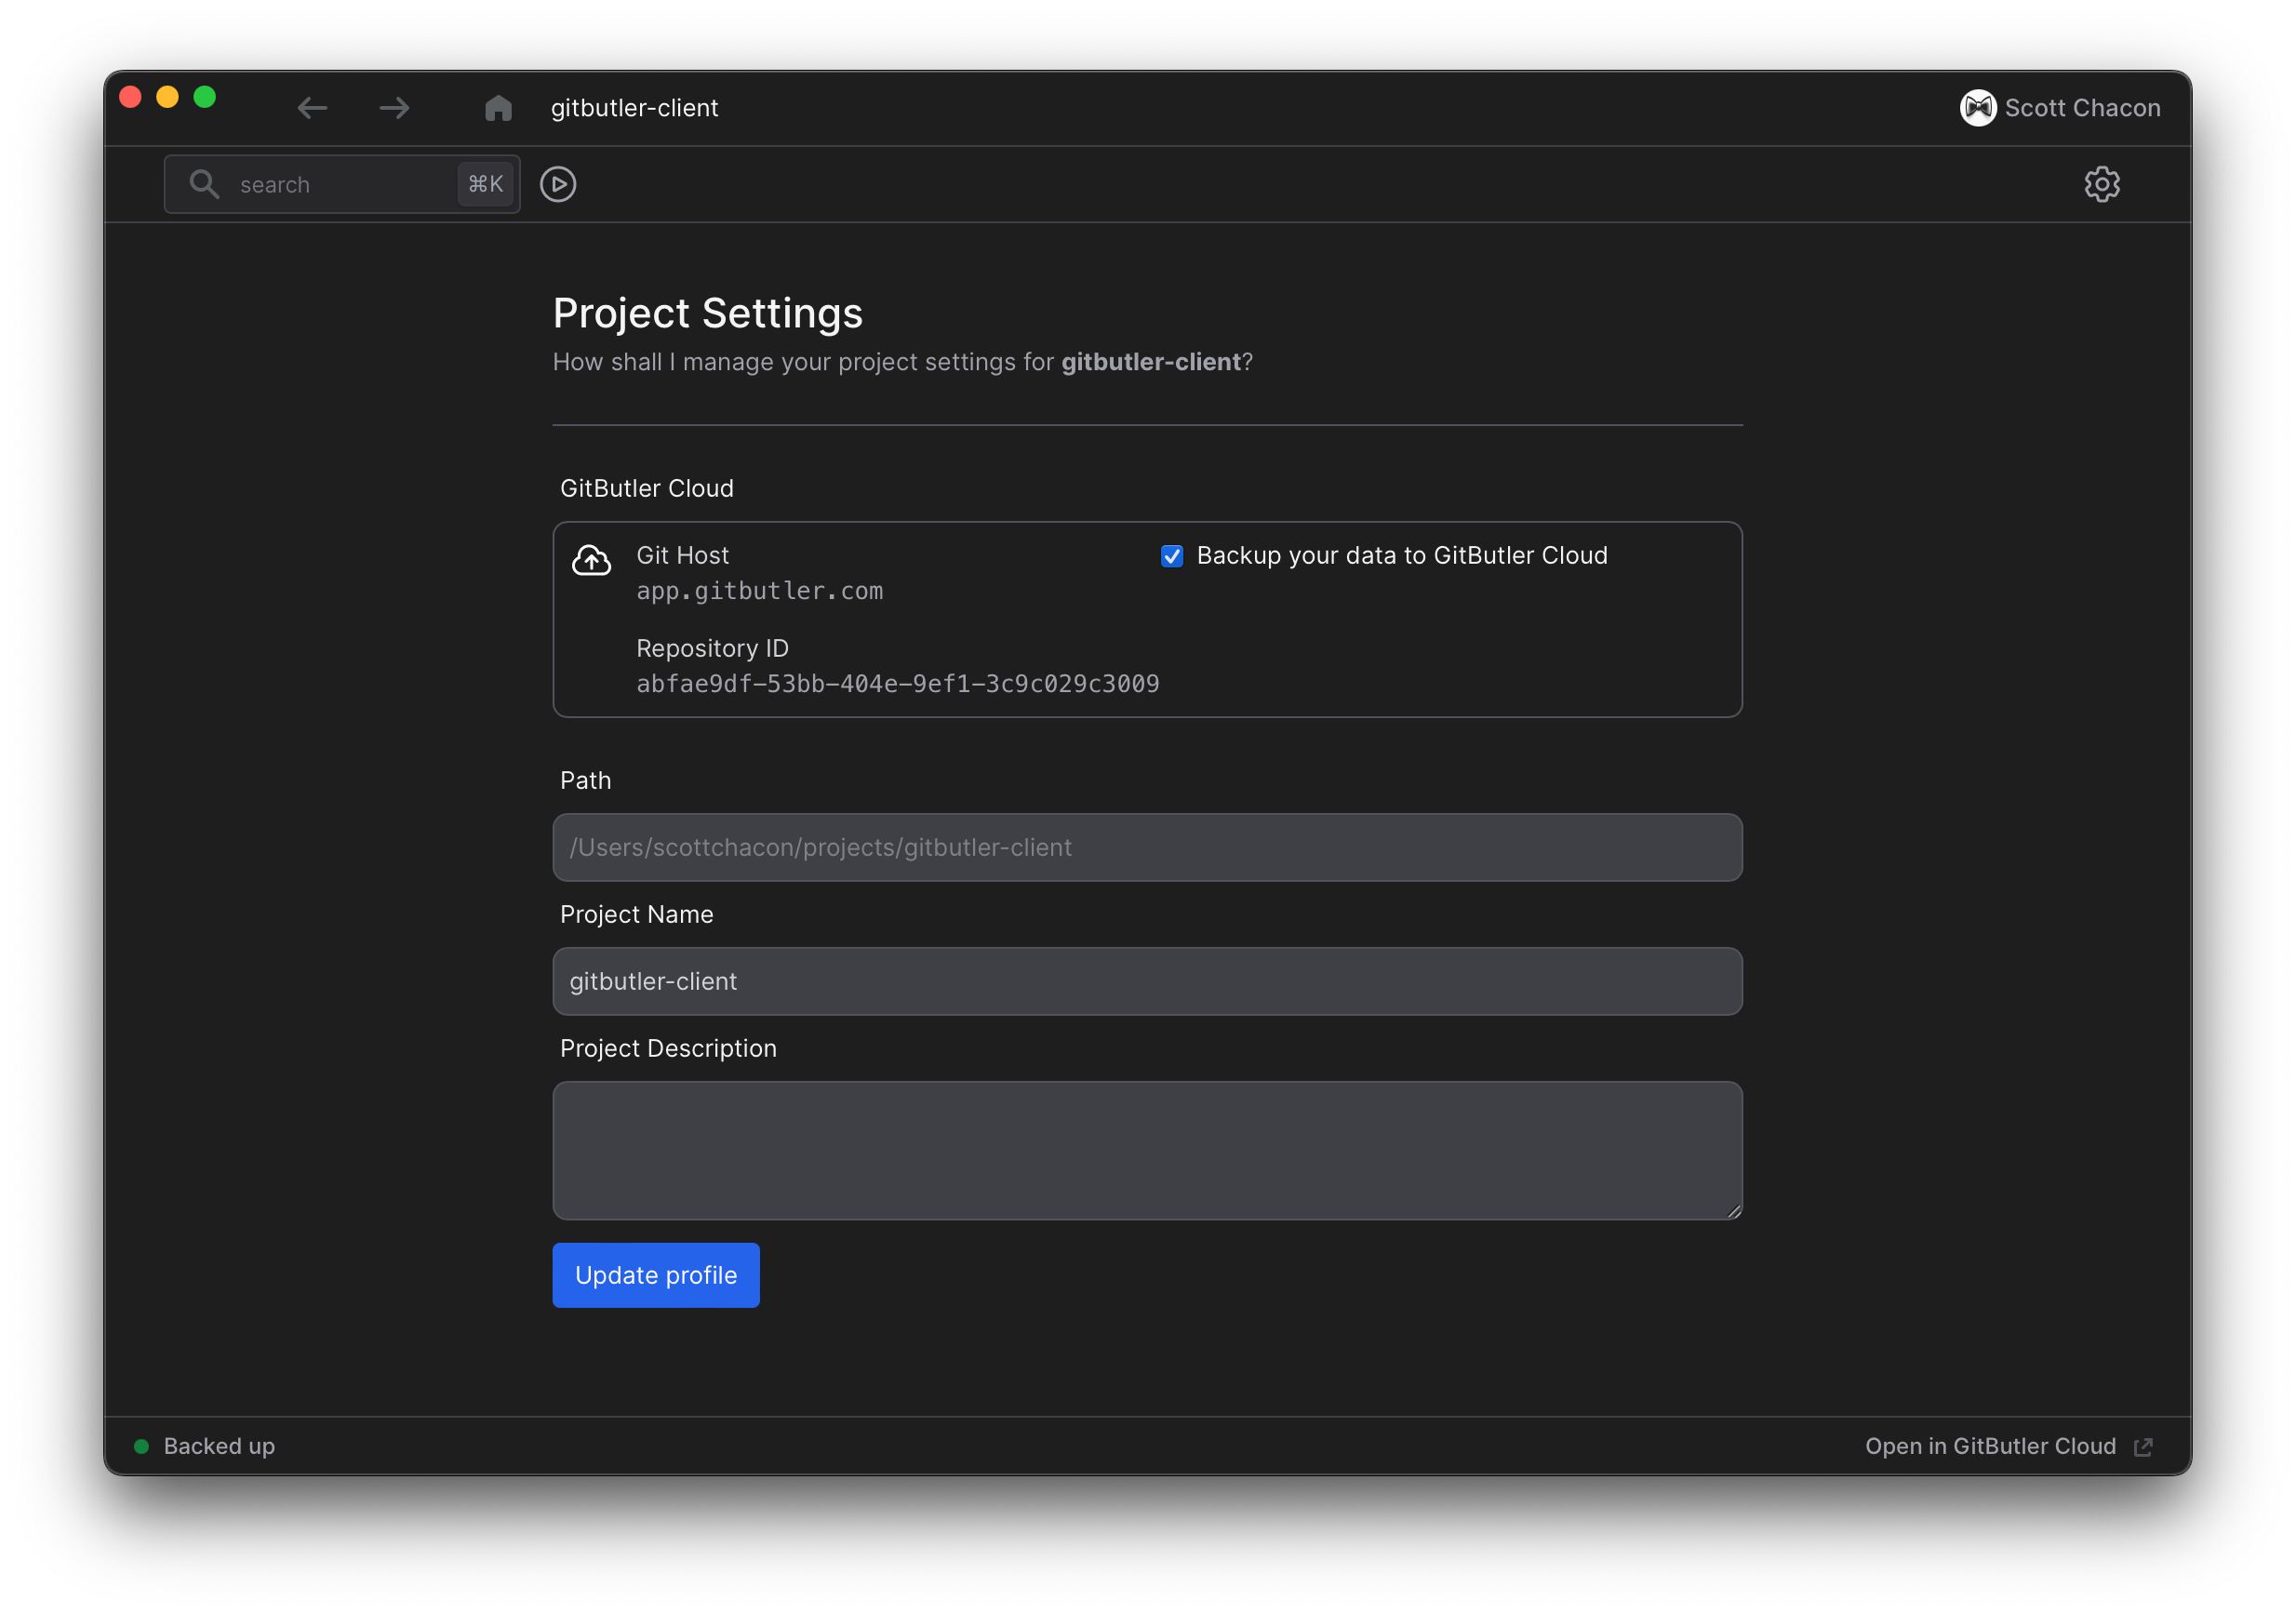 gitbutler-client
Scott Chacon
search
⌘K
Project Settings
How shall I manage your project settings for gitbutler-client?
GitButler Cloud
Git Host
Backup your data to GitButler Cloud
app.gitbutler.com
Repository ID
abfae9df-53bb-404e-9ef1-3c9c029c3009
Path
/Users/scottchacon/projects/gitbutler-client
Project Name
gitbutler-client
Project Description
Update profile
Backed up
Open in GitButler Cloud